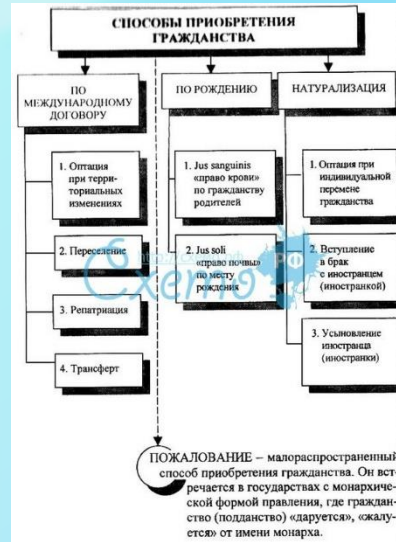 СПОСОБЫ ПРИОБРЕТЕНИЯ
ГРАЖДАНСТВА
ПО
МЕЖДУНАРОДНОМУ
ДОГОВОРУ
1. Оптация
при терри-
ториальных
изменениях
2. Переселение
3. Репатриация
4. Трансферт
ПО РОЖДЕНИЮ
1. Jus sanguinis
«право крови»
по гражданству
родителей
2. Jus soli
«право почвы»
по месту
рождения
НАТУРАЛИЗАЦИЯ
1. Оптация при
индивидуальной
перемене
гражданства
2. Вступление
в брак
с иностранцем
(иностранкой)
3. Усыновление
иностранца
(иностранки)
Схемо
РФ
ПОЖАЛОВАНИЕ – малораспространенный
способ приобретения гражданства. Он вст-
речается в государствах с монархиче-
ской формой правления, где граждан-
ство (подданство) «даруется», «жалу-
ется» от имени монарха.